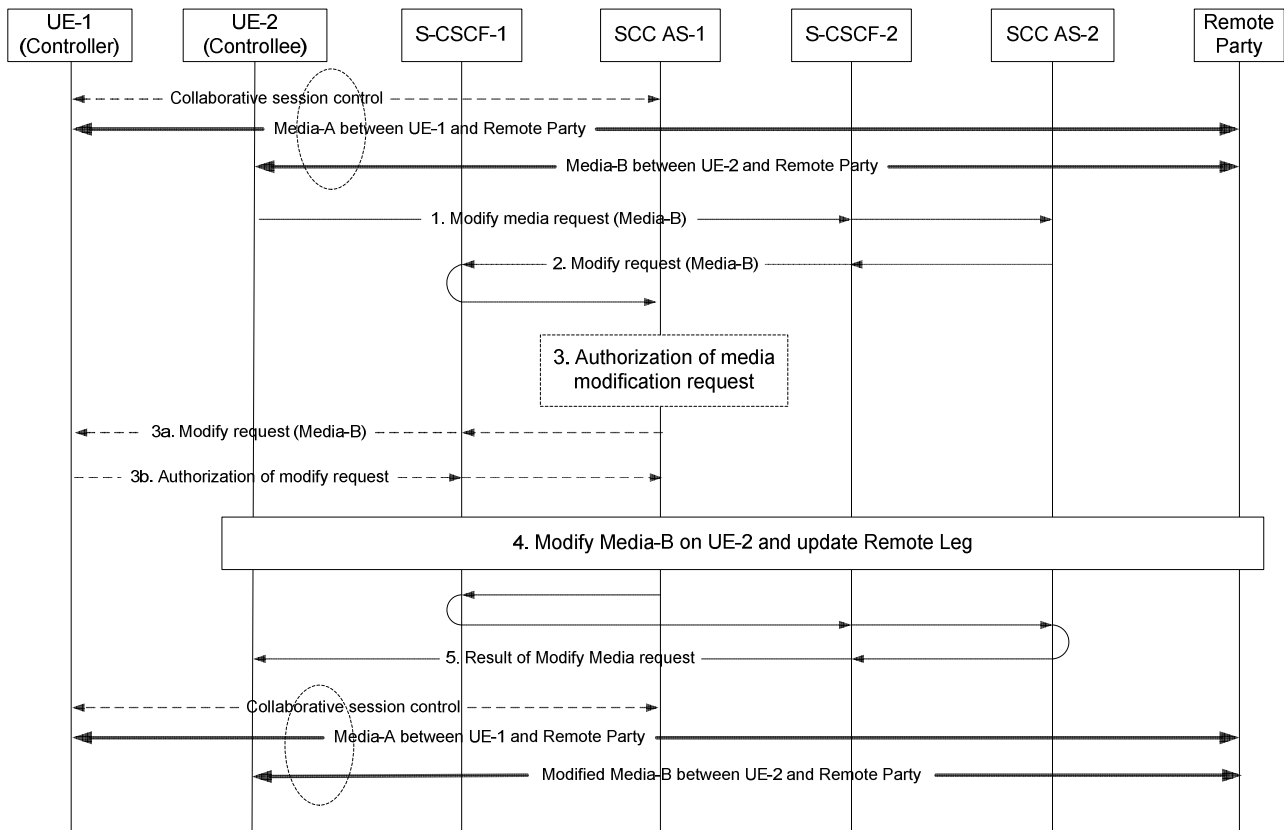 UE-1
(Controller)
UE-2
(Controllee)
S-CSCF-1
SCC AS-1
S-CSCF-2
SCC AS-2
Remote
Party
Collaborative session control
Media-A between UE-1 and Remote Party
Media-B between UE-2 and Remote Party
1. Modify media request (Media-B)
2. Modify request (Media-B)
3. Authorization of media
modification request
3a. Modify request (Media-B)
3b. Authorization of modify request
4. Modify Media-B on UE-2 and update Remote Leg
5. Result of Modify Media request
Collaborative session control
Media-A between UE-1 and Remote Party
Modified Media-B between UE-2 and Remote Party